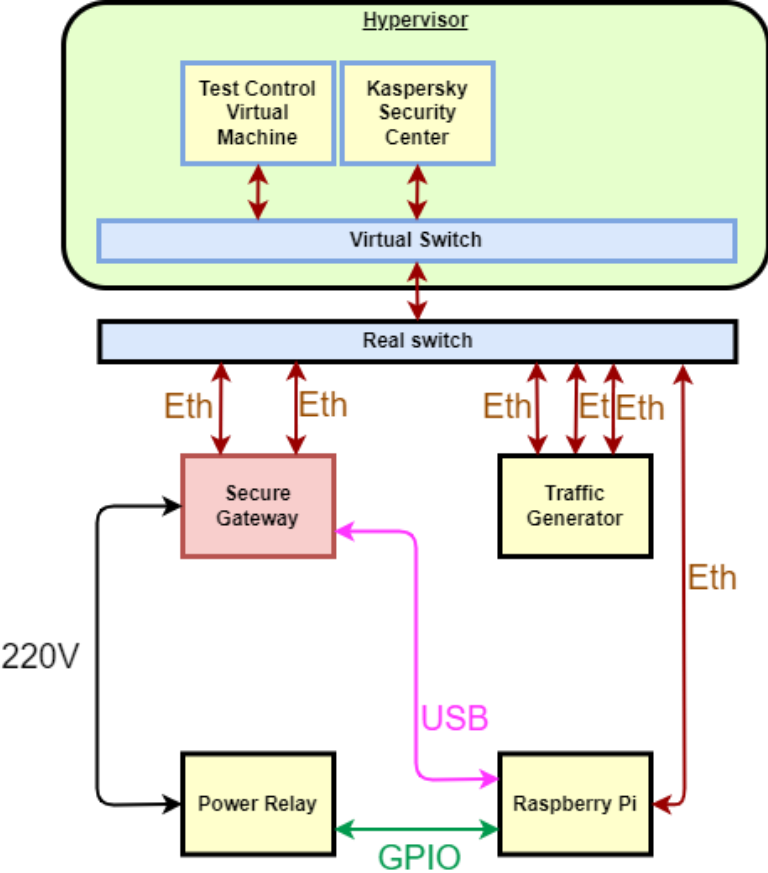 Hypervisor
Test Control
Virtual
Machine
Kaspersky
Security
Center
Virtual Switch
Real switch
Eth
Eth
Eth
Et
Eth
Secure
Gateway
Traffic
Generator
Eth
220V
USB
Power Relay
Raspberry Pi
GPIO